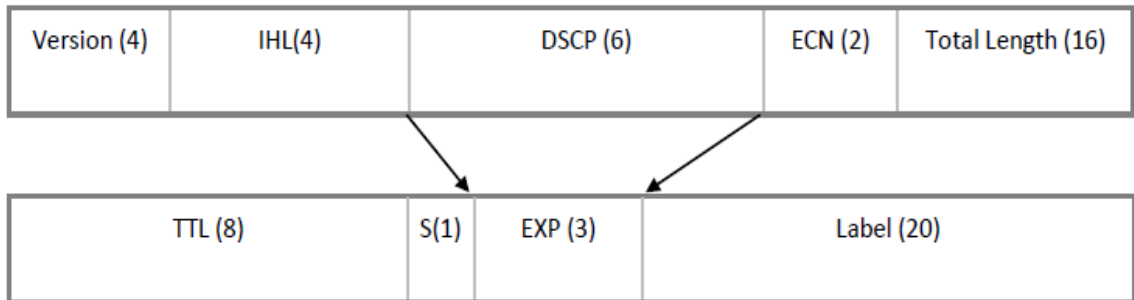 Version (4) IHL(4) DSCP (6) ECN (2) Total Length (16)
TTL (8) S(1) EXP (3) Label (20)